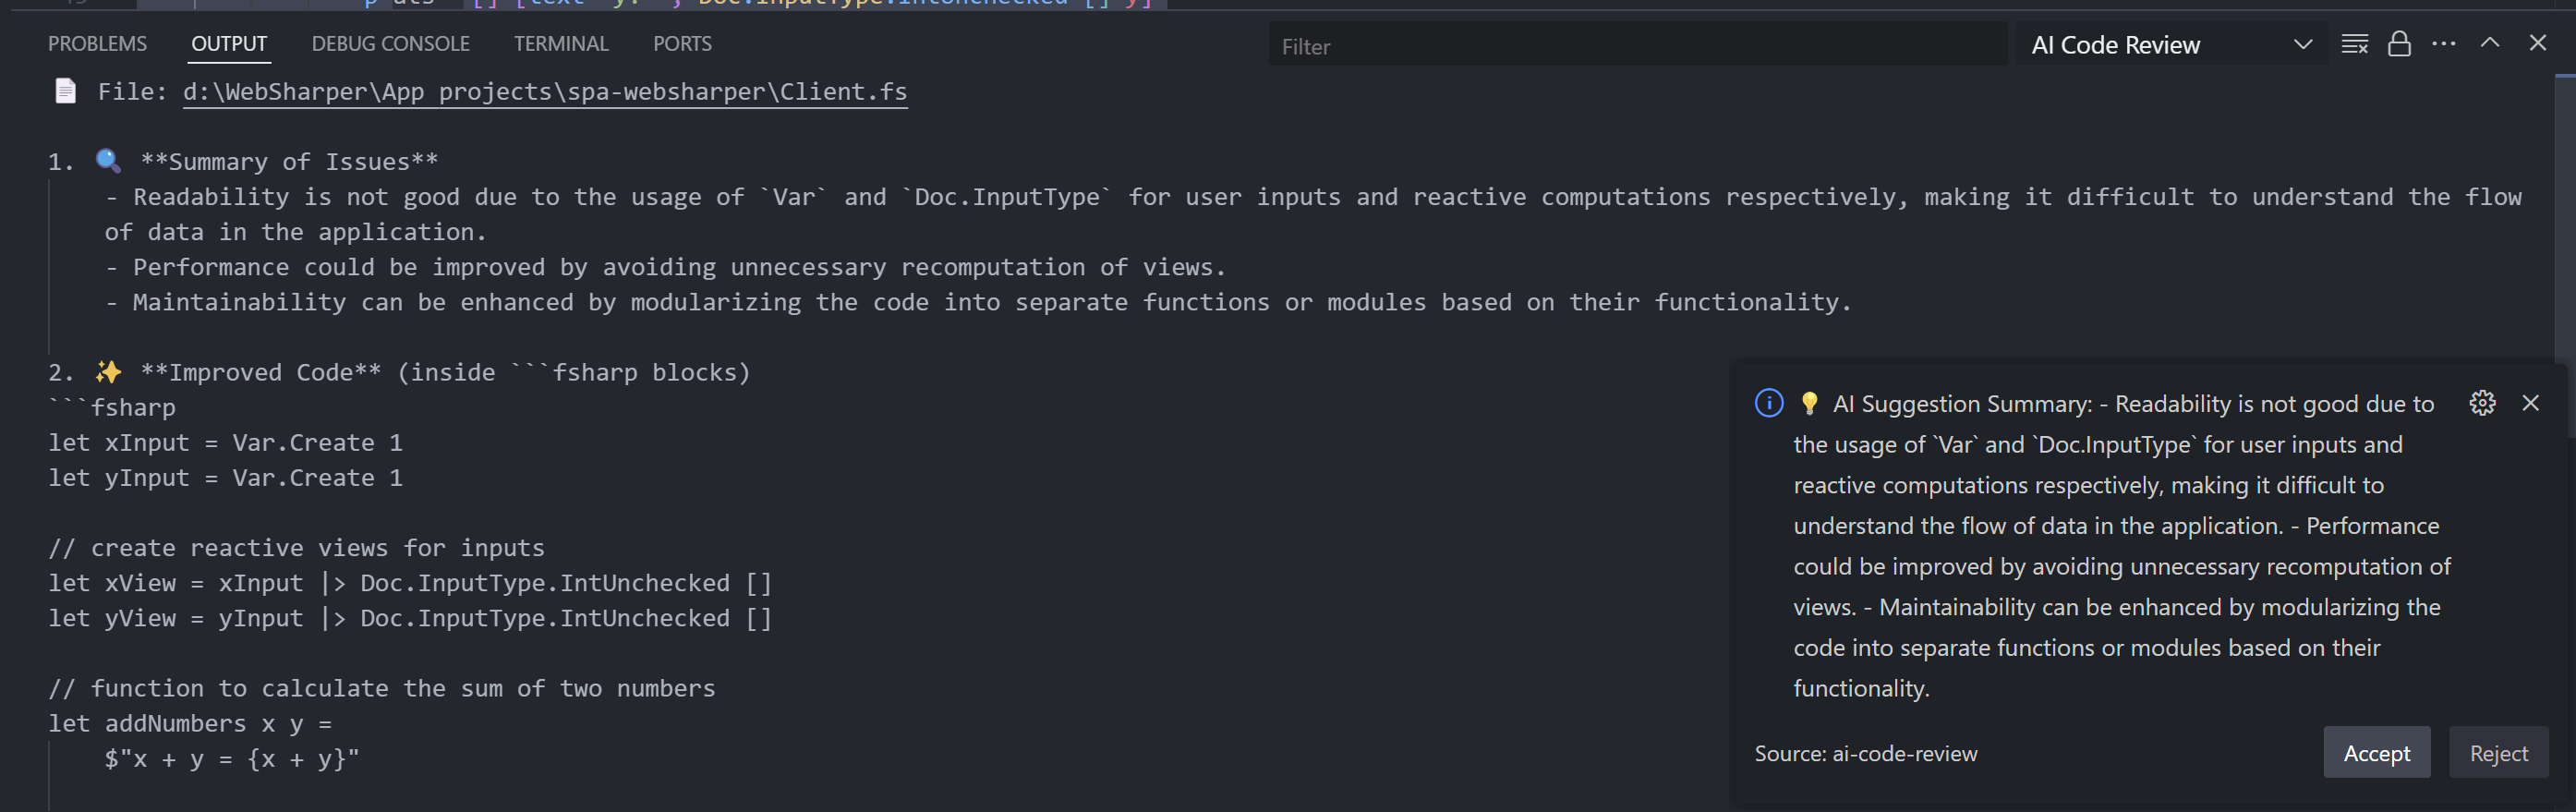 PROBLEMS OUTPUT DEBUG CONSOLE TERMINAL PORTS Filter AI Code Review
File: d:\WebSharper\App projects\spa-websharper\Client.fs
1. 🔍 **Summary of Issues**
- Readability is not good due to the usage of `Var` and `Doc.InputType` for user inputs and reactive computations respectively, making it difficult to understand the flow
of data in the application.
- Performance could be improved by avoiding unnecessary recomputation of views.
- Maintainability can be enhanced by modularizing the code into separate functions or modules based on their functionality.
2. ✨ **Improved Code** (inside ```fsharp blocks)
```fsharp
let xInput = Var.Create 1
let yInput = Var.Create 1
// create reactive views for inputs
let xView = xInput |> Doc.InputType.IntUnchecked []
let yView = yInput |> Doc.InputType.IntUnchecked []
// function to calculate the sum of two numbers
let addNumbers x y =
$"x + y = {x + y}"
💡 AI Suggestion Summary: - Readability is not good due to
the usage of `Var` and `Doc.InputType` for user inputs and
reactive computations respectively, making it difficult to
understand the flow of data in the application. - Performance
could be improved by avoiding unnecessary recomputation of
views. - Maintainability can be enhanced by modularizing the
code into separate functions or modules based on their
functionality.
Source: ai-code-review
Accept Reject